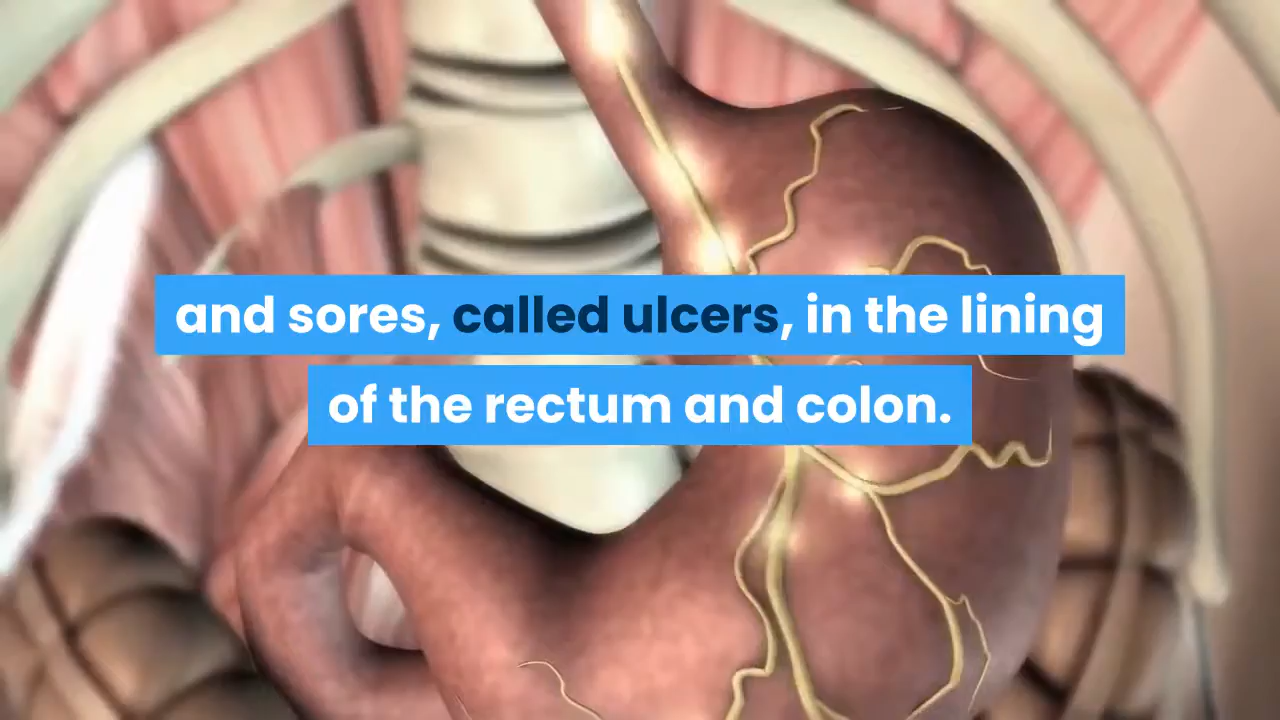 and sores, called ulcers, in the lining
of the rectum and colon.